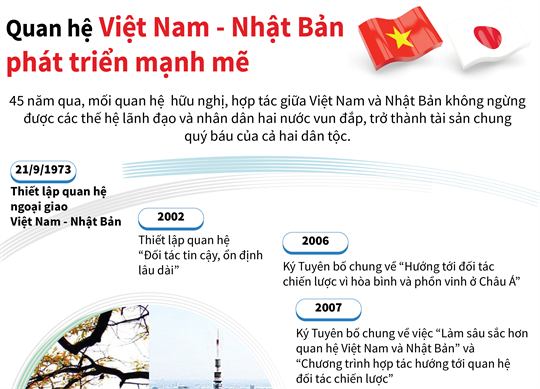 Quan hệ Việt Nam - Nhật Bản
phát triển mạnh mẽ
45 năm qua, mối quan hệ hữu nghị, hợp tác giữa Việt Nam và Nhật Bản không ngừng
được các thế hệ lãnh đạo và nhân dân hai nước vun đắp, trở thành tài sản chung
quý báu của cả hai dân tộc.
21/9/1973
Thiết lập quan hệ
ngoại giao
Việt Nam - Nhật Bản
2002
Thiết lập quan hệ
“Đối tác tin cậy, ổn định
lâu dài”
2006
Ký Tuyên bố chung về “Hướng tới đối tác
chiến lược vì hòa bình và phồn vinh ở Châu Á”
2007
Ký Tuyên bố chung về việc “Làm sâu sắc hơn
quan hệ Việt Nam và Nhật Bản” và
“Chương trình hợp tác hướng tới quan hệ
đối tác chiến lược”